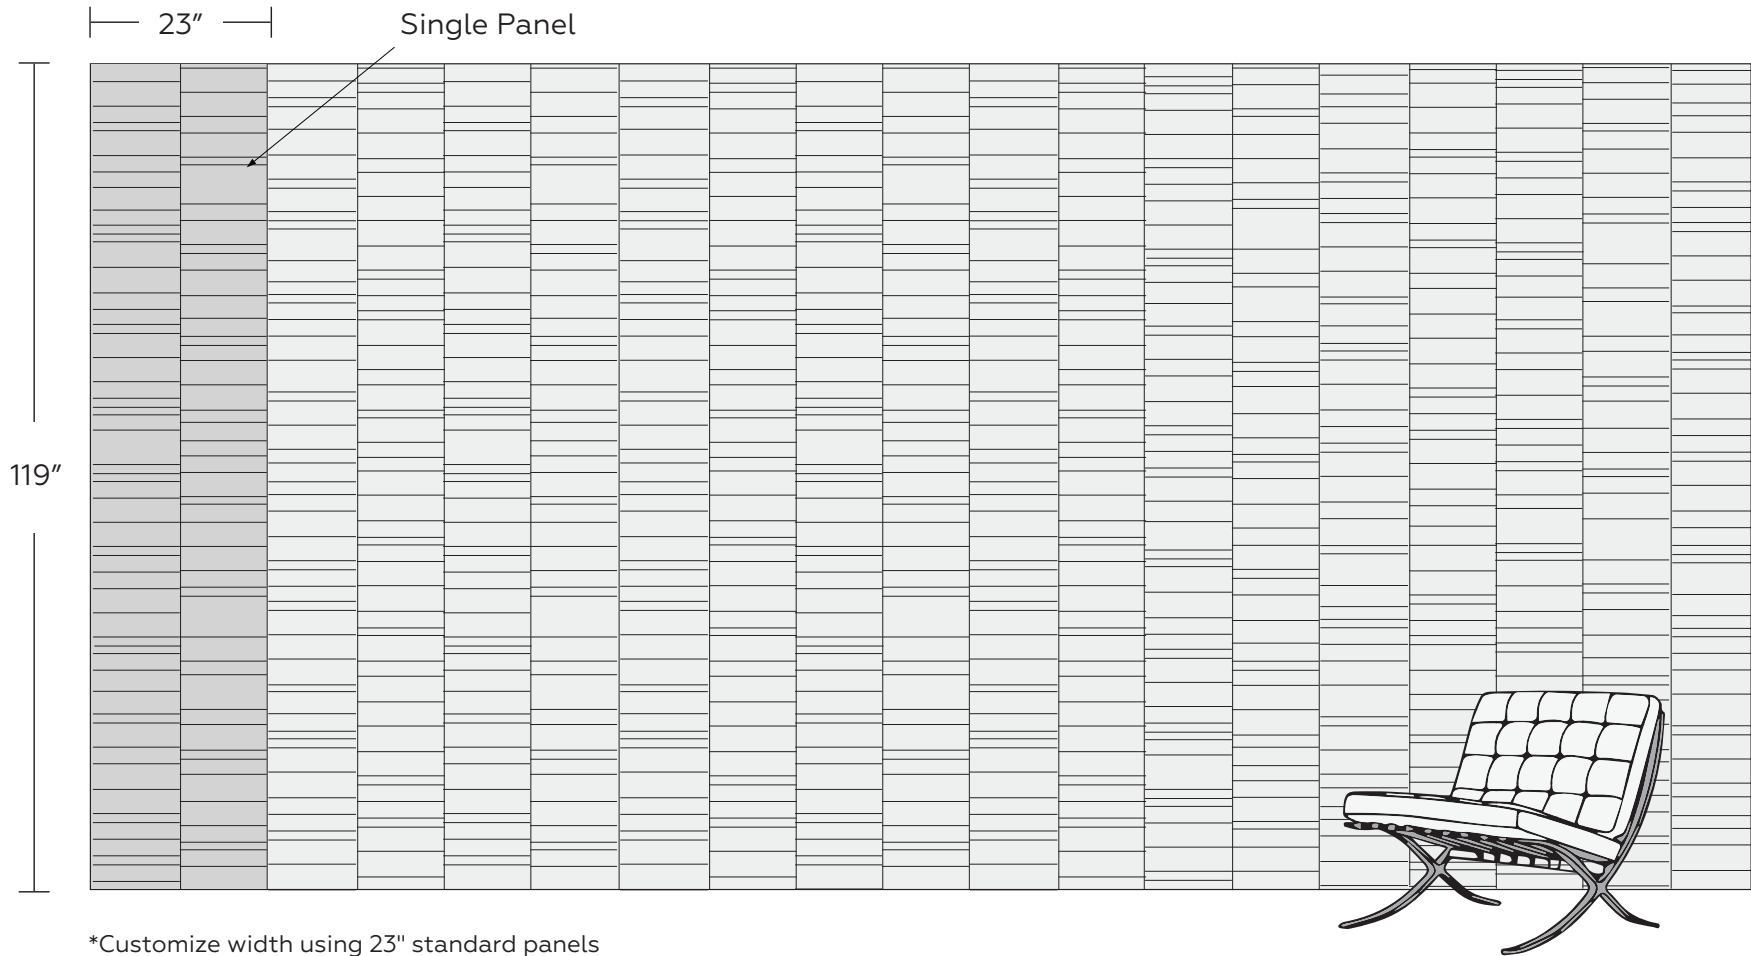 23″
Single Panel
119″
*Customize width using 23" standard panels